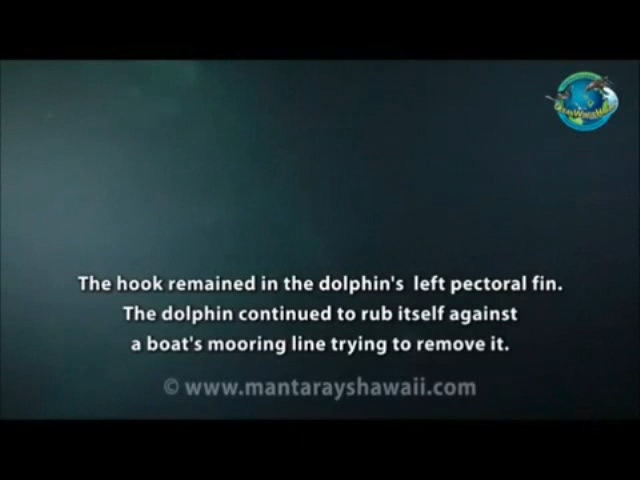 The hook remained in the dolphin's left pectoral fin.
The dolphin continued to rub itself against
a boat's mooring line trying to remove it.
© www.mantarayshawaii.com